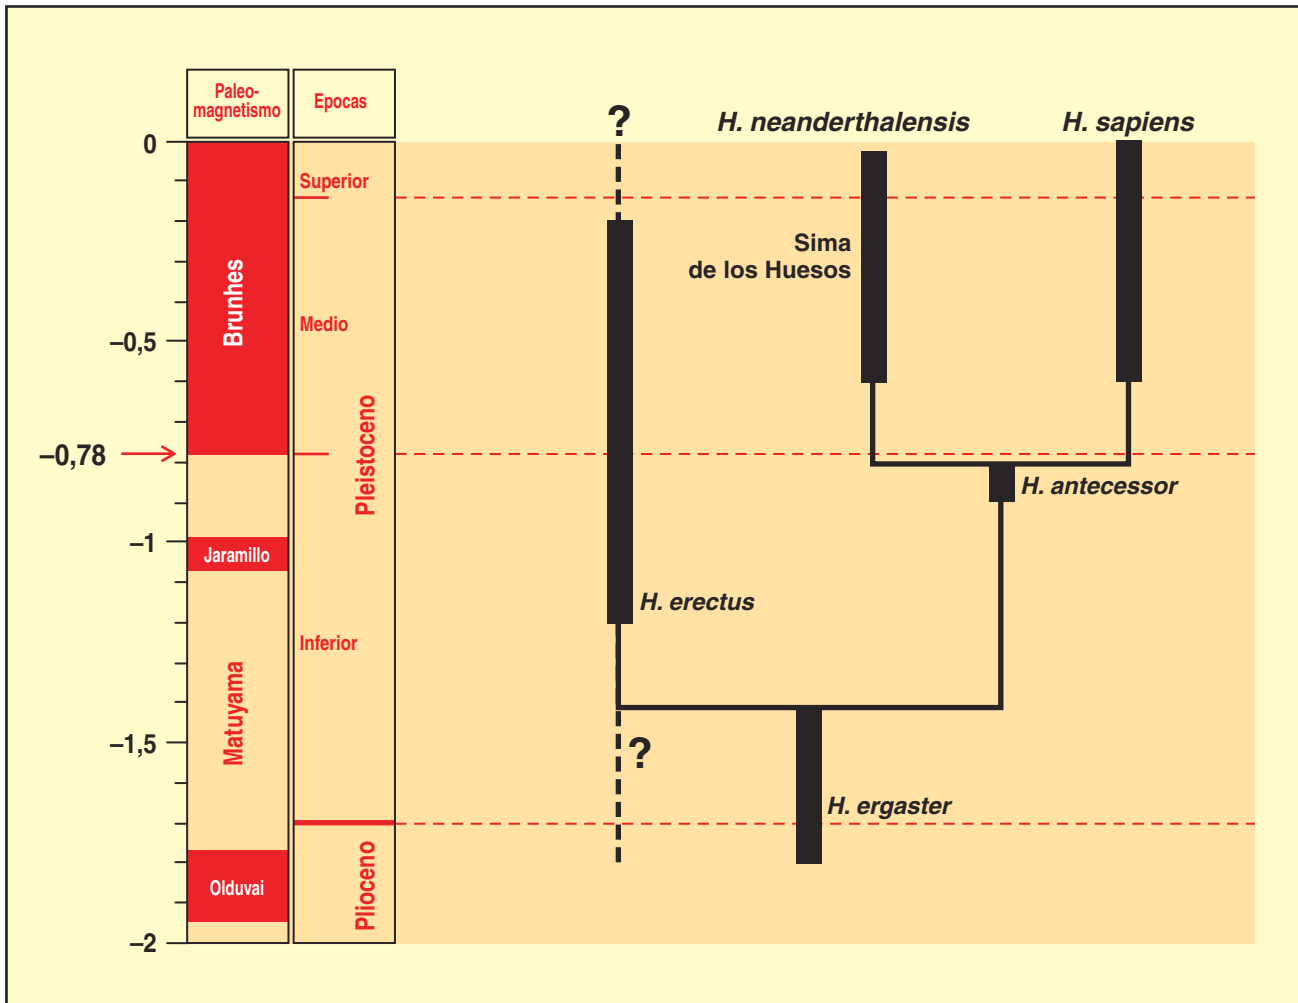 Paleo-
magnetismo
Epocas
0
–0,5
–0,78
–1
–1,5
–2
Brunhes
Jaramillo
Matuyama
Olduvai
Superior
Medio
Inferior
Pleistoceno
Plioceno
?
H. neanderthalensis
H. sapiens
Sima
de los Huesos
H. antecessor
H. erectus
?
H. ergaster